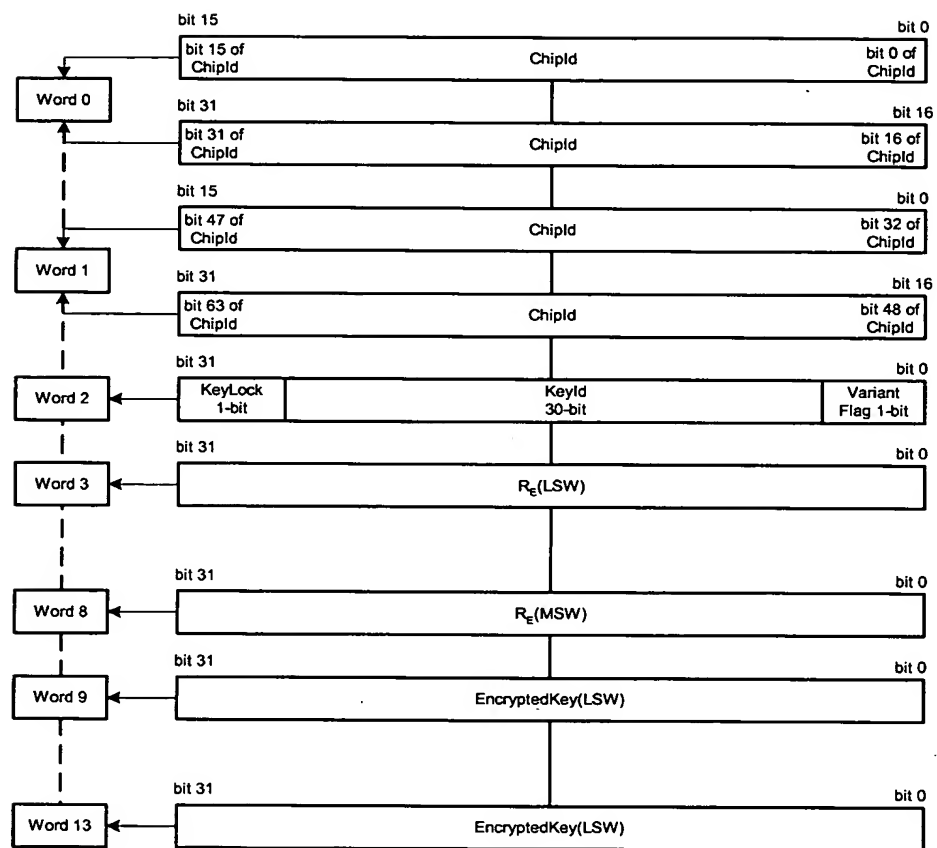 bit 15
bit 0
bit 15 of
ChipId
ChipId
bit 0 of
ChipId
Word 0
bit 31
bit 16
bit 31 of
ChipId
ChipId
bit 16 of
ChipId
bit 15
bit 0
bit 47 of
ChipId
ChipId
bit 32 of
ChipId
Word 1
bit 31
bit 16
bit 63 of
ChipId
ChipId
bit 48 of
ChipId
bit 31
bit 0
Word 2
KeyLock
1-bit
KeyId
30-bit
Variant
Flag 1-bit
bit 31
bit 0
Word 3
RE(LSW)
bit 31
bit 0
Word 8
RE(MSW)
bit 31
bit 0
Word 9
EncryptedKey(LSW)
bit 31
bit 0
Word 13
EncryptedKey(LSW)